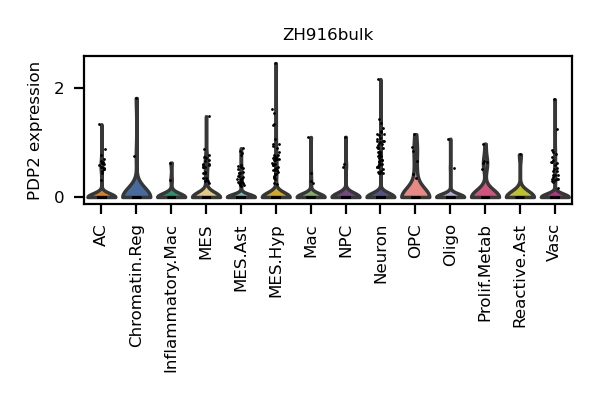 ZH916bulk
PDP2 expression
2
0
AC
Chromatin.Reg
Inflammatory.Mac
MES
MES.Ast
MES.Hyp
Mac
NPC
Neuron
OPC
Oligo
Prolif.Metab
Reactive.Ast
Vasc